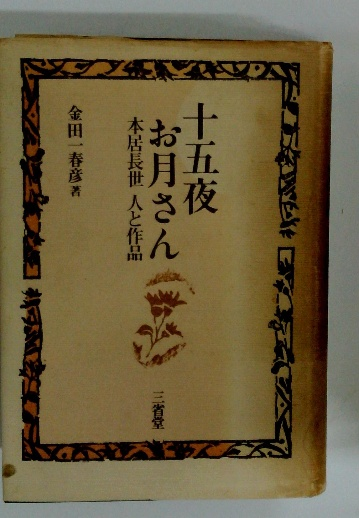 十五夜
お月さん
本居長世 人と作品
金田一春彦 著
三省堂